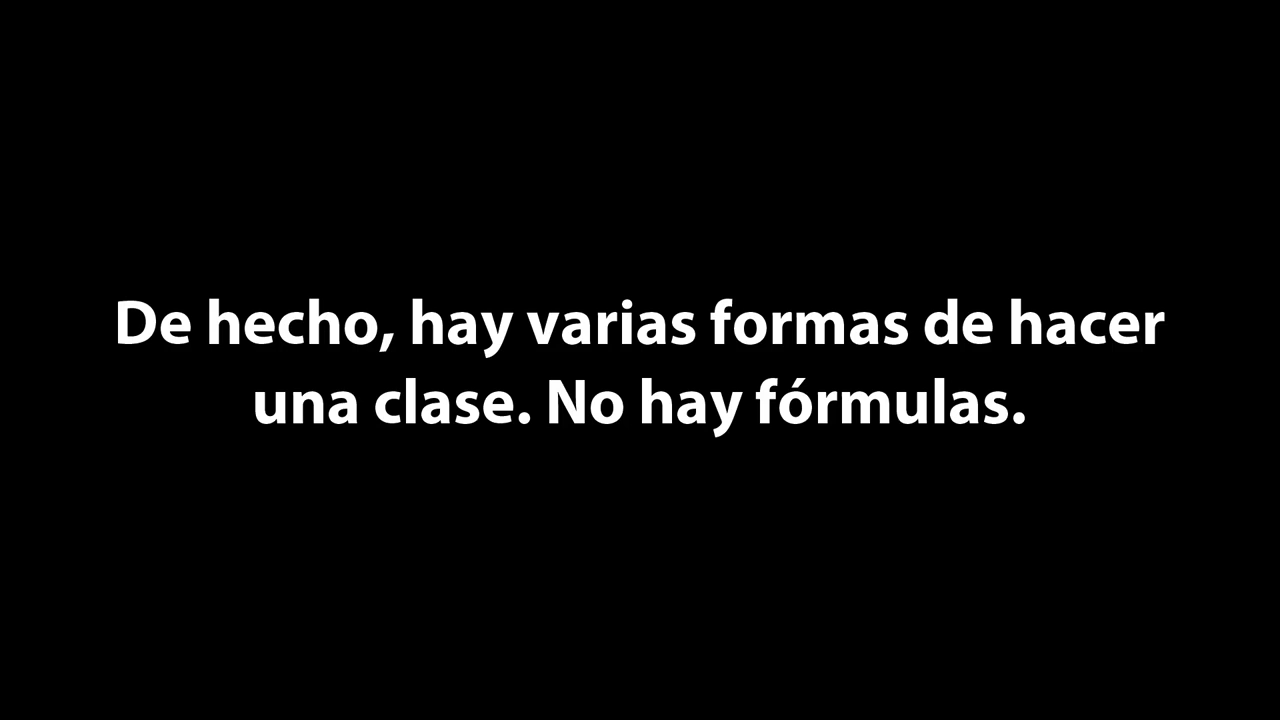 De hecho, hay varias formas de hacer
una clase. No hay fórmulas.